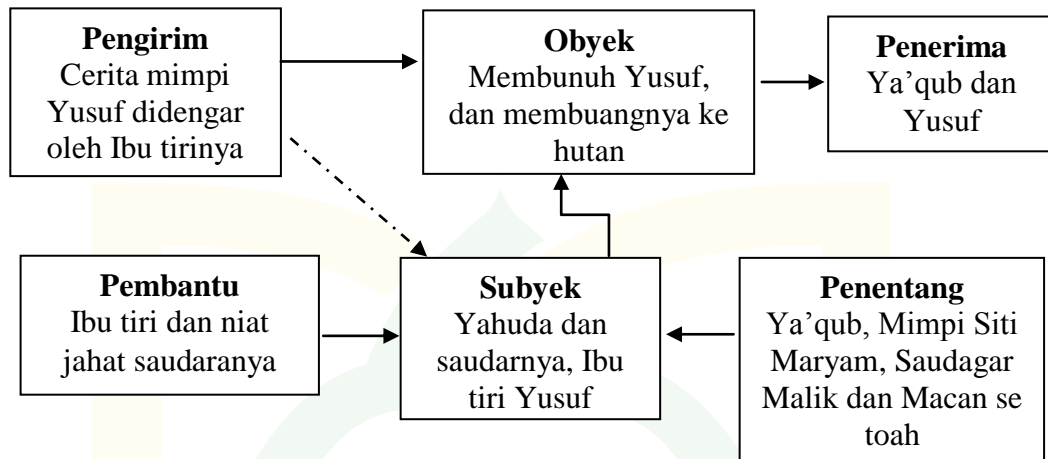 Pengirim
Cerita mimpi
Yusuf didengar
oleh Ibu tirinya
Obyek
Membunuh Yusuf,
dan membuangnya ke
hutan
Penerima
Ya’qub dan
Yusuf
Pembantu
Ibu tiri dan niat
jahat saudaranya
Subyek
Yahuda dan
saudarnya, Ibu
tiri Yusuf
Penentang
Ya’qub, Mimpi Siti
Maryam, Saudagar
Malik dan Macan se
toah